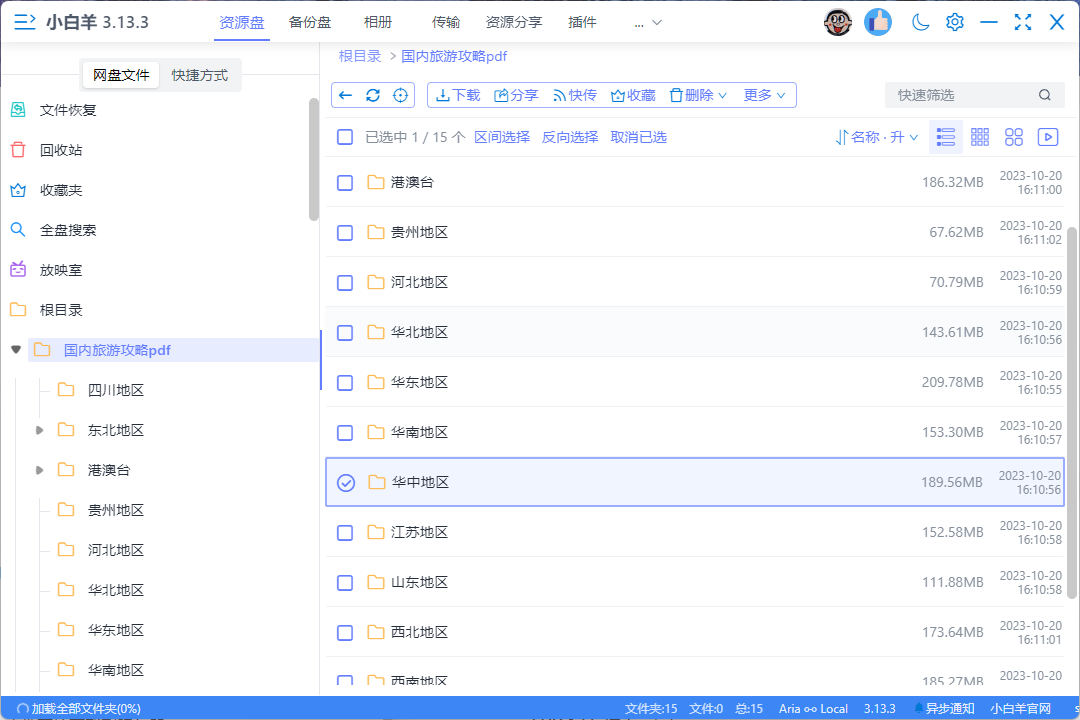 小白羊 3.13.3
资源盘
备份盘
相册
传输
资源分享
插件
...
网盘文件
快捷方式
文件恢复
回收站
收藏夹
全盘搜索
放映室
根目录
国内旅游攻略pdf
四川地区
东北地区
港澳台
贵州地区
河北地区
华北地区
华东地区
华南地区
根目录 > 国内旅游攻略pdf
下载 分享 快传 收藏 删除 更多
快速筛选
已选中 1 / 15 个 区间选择 反向选择 取消已选
名称 · 升
港澳台 186.32MB 2023-10-20
16:11:00
贵州地区 67.62MB 2023-10-20
16:11:02
河北地区 70.79MB 2023-10-20
16:10:59
华北地区 143.61MB 2023-10-20
16:10:56
华东地区 209.78MB 2023-10-20
16:10:55
华南地区 153.30MB 2023-10-20
16:10:57
华中地区 189.56MB 2023-10-20
16:10:56
江苏地区 152.58MB 2023-10-20
16:10:58
山东地区 111.88MB 2023-10-20
16:10:58
西北地区 173.64MB 2023-10-20
16:11:01
西南地区 185.27MB 2023-10-20
加载全部文件夹(0%)
文件夹:15 文件:0 总:15 Aria Local 3.13.3 异步通知 小白羊官网